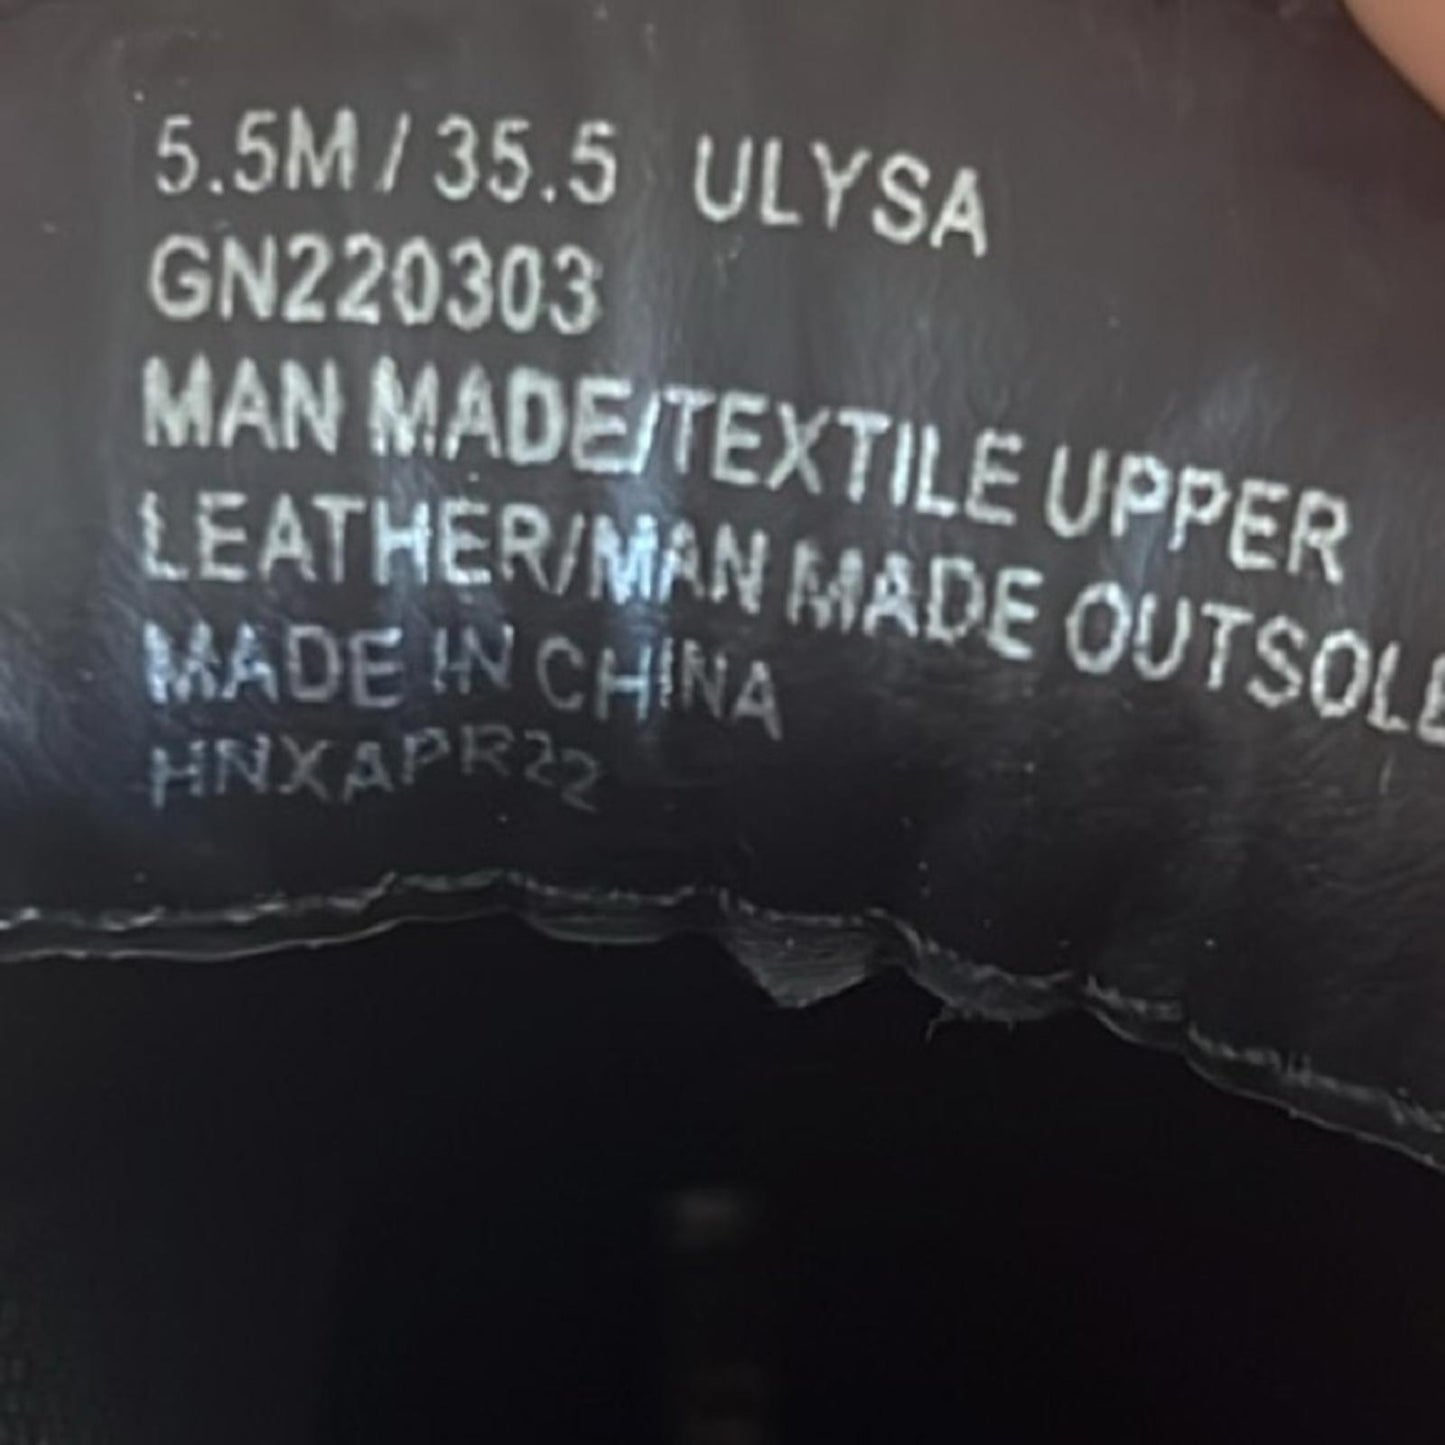 5.5M / 35.5 ULYSA
GN220303
MAN MADE/TEXTILE UPPER
LEATHER/MAN MADE OUTSOLE
MADE IN CHINA
HNXAPR22